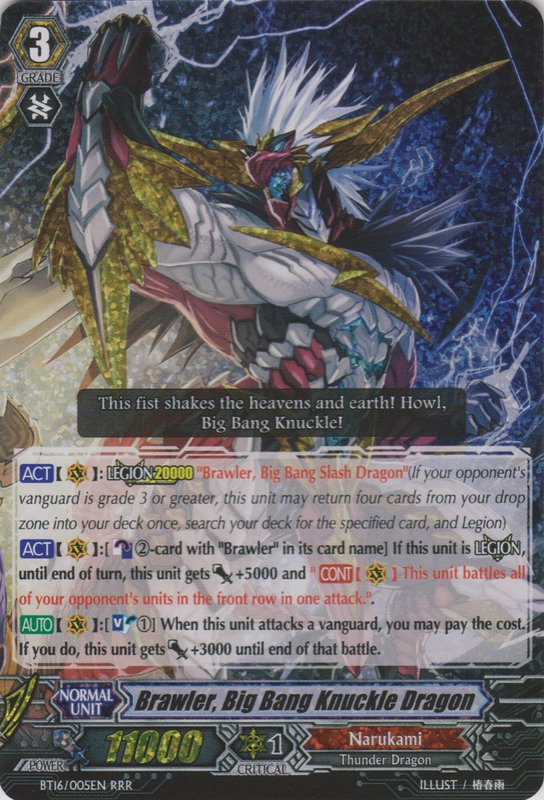 3
GRADE
This fist shakes the heavens and earth! Howl,
Big Bang Knuckle!
ACT【 】: LEGION 20000 "Brawler, Big Bang Slash Dragon"(If your opponent's
vanguard is grade 3 or greater, this unit may return four cards from your drop
zone into your deck once, search your deck for the specified card, and Legion)
ACT【 】:[ ②-card with "Brawler" in its card name] If this unit is LEGION,
until end of turn, this unit gets +5000 and "CONT【 】This unit battles all
of your opponent's units in the front row in one attack.".
AUTO【 】:[V ①] When this unit attacks a vanguard, you may pay the cost.
If you do, this unit gets +3000 until end of that battle.
NORMAL
UNIT
Brawler, Big Bang Knuckle Dragon
POWER
11000
1
CRITICAL
Narukami
Thunder Dragon
BT16/005EN RRR
ILLUST / 椿春雨